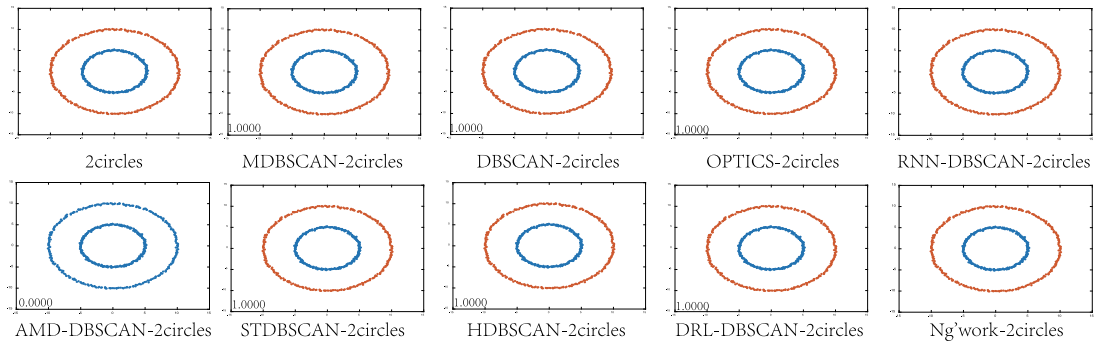 2circles
1.0000
MDBSCAN-2circles
1.0000
DBSCAN-2circles
1.0000
OPTICS-2circles
RNN-DBSCAN-2circles
0.0000
AMD-DBSCAN-2circles
1.0000
STDBSCAN-2circles
1.0000
HDBSCAN-2circles
1.0000
DRL-DBSCAN-2circles
Ng'work-2circles